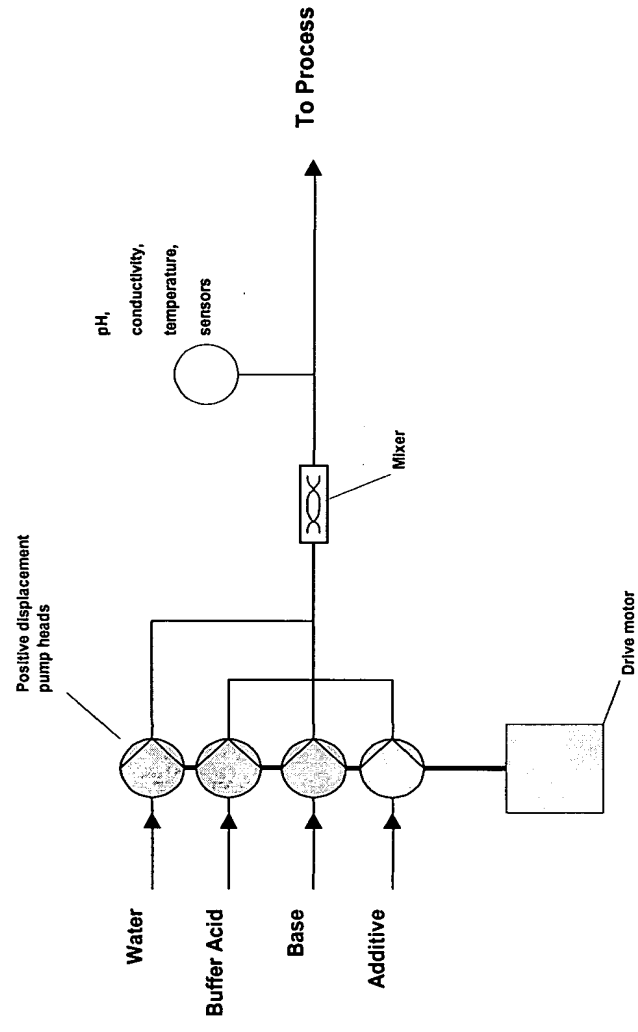 Positive displacement
pump heads
pH,
conductivity,
temperature,
sensors
Water
Buffer Acid
Base
Additive
Mixer
To Process
Drive motor